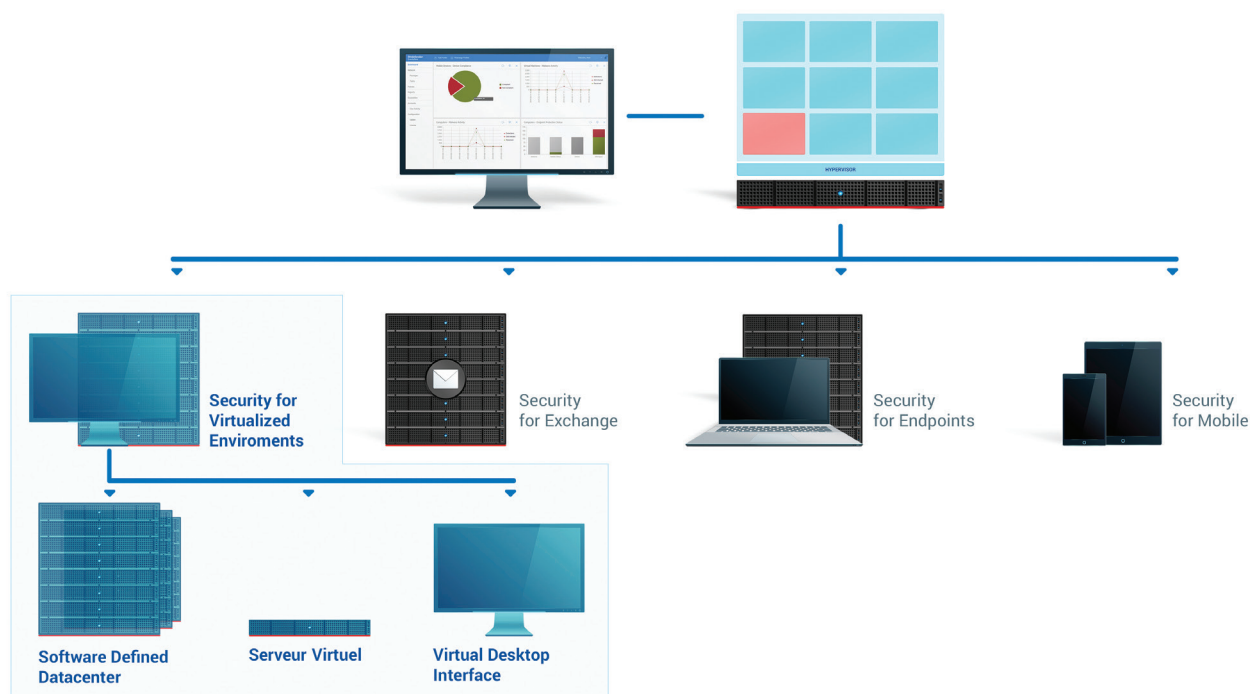 HYPERVISOR
Security for
Virtualized
Enviroments
Security
for Exchange
Security
for Endpoints
Security
for Mobile
Software Defined
Datacenter
Serveur Virtuel
Virtual Desktop
Interface